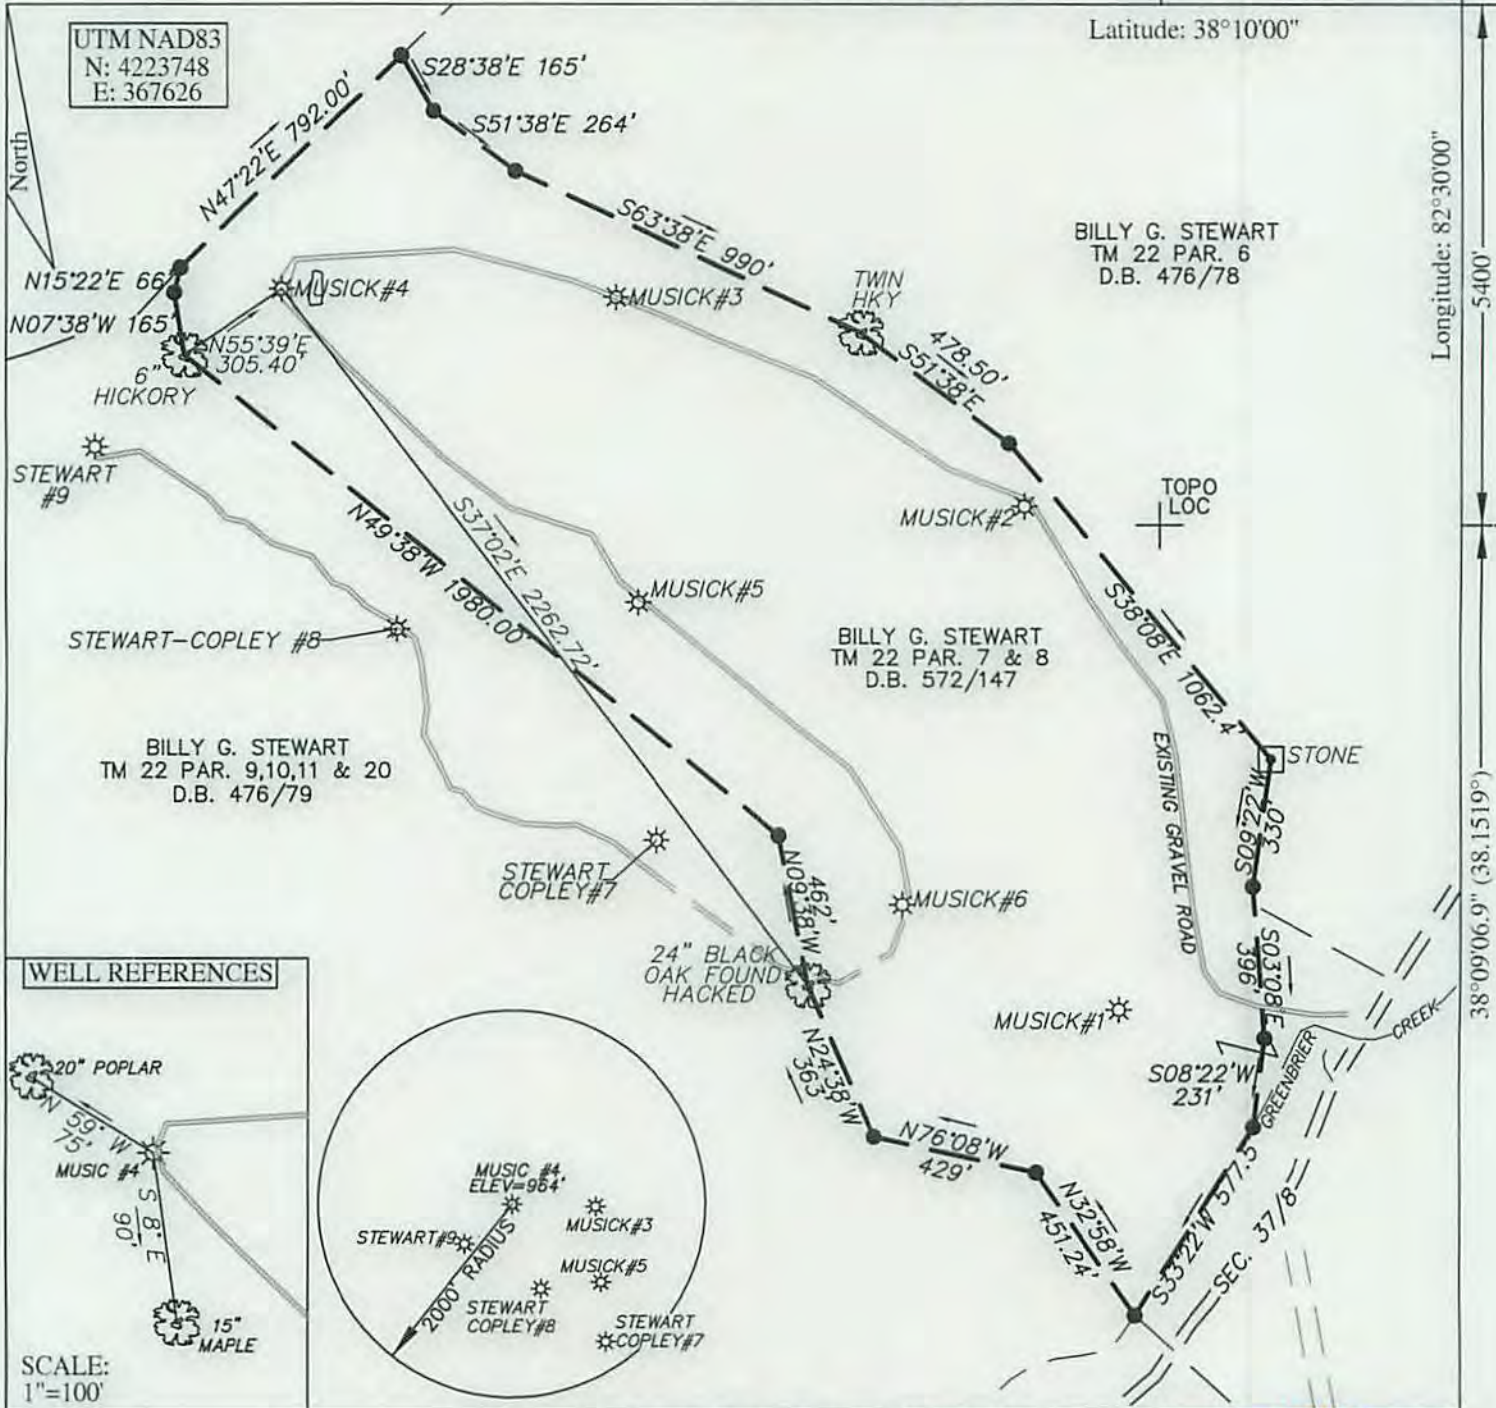 Latitude: 38°10'00"
UTM NAD83
N: 4223748
E: 367626
North
S28°38'E 165'
S51°38'E 264'
N47°22'E 792.00'
S63°38'E 990'
Longitude: 82°30'00"
5400'
BILLY G. STEWART
TM 22 PAR. 6
D.B. 476/78
N15°22'E 66'
N07°38'W 165'
MUSICK#4
MUSICK#3
TWIN
HKY
478.50'
S51°38'E
N55°39'E
305.40'
6"
HICKORY
STEWART
#9
TOPO
LOC
MUSICK#2
S37°02'E 2262.72'
N49°38'W 1980.00'
MUSICK#5
S38°08'E 1062.4'
STEWART-COPLEY #8
BILLY G. STEWART
TM 22 PAR. 7 & 8
D.B. 572/147
BILLY G. STEWART
TM 22 PAR. 9,10,11 & 20
D.B. 476/79
EXISTING GRAVEL ROAD
STONE
S09°22'W
330'
38°09'06.9" (38.1519°)
STEWART
COPLEY#7
462'
N09°38'W
MUSICK#6
24" BLACK
OAK FOUND
HACKED
S03°08'E
396'
MUSICK#1
GREENBRIER
CREEK
N24°38'W
363'
S08°22'W
231'
N76°08'W
429'
N32°58'W
451.24'
S33°22'W 577.5'
SEC. 37/8
WELL REFERENCES
20" POPLAR
N 59° W
75'
MUSIC #4
S 8° E
90'
15"
MAPLE
SCALE:
1"=100'
MUSIC #4
ELEV=964'
MUSICK#3
STEWART#9
2000' RADIUS
MUSICK#5
STEWART
COPLEY#8
STEWART
COPLEY#7